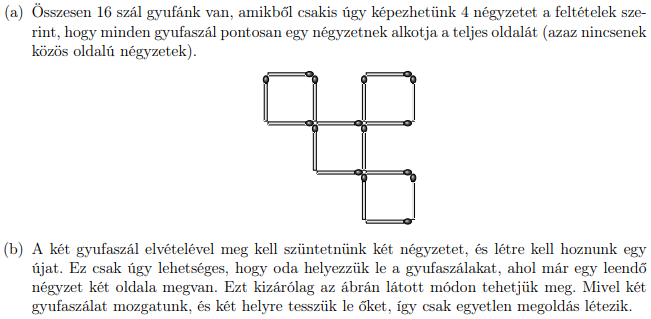 (a) Összesen 16 szál gyufánk van, amikből csakis úgy képezhetünk 4 négyzetet a feltételek sze-
rint, hogy minden gyufaszál pontosan egy négyzetnek alkotja a teljes oldalát (azaz nincsenek
közös oldalú négyzetek).
(b) A két gyufaszál elvételével meg kell szüntetnünk két négyzetet, és létre kell hoznunk egy
újat. Ez csak úgy lehetséges, hogy oda helyezzük le a gyufaszálakat, ahol már egy leendő
négyzet két oldala megvan. Ezt kizárólag az ábrán látott módon tehetjük meg. Mivel két
gyufaszálat mozgatunk, és két helyre tesszük le őket, így csak egyetlen megoldás létezik.